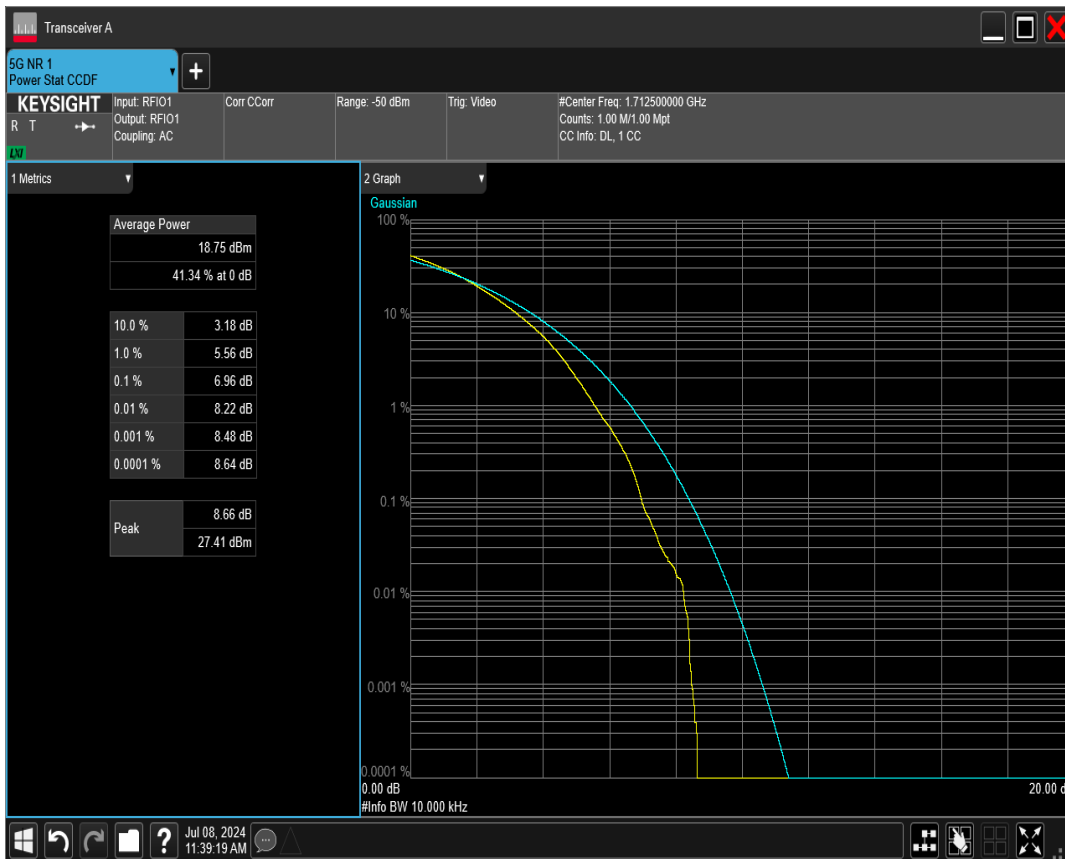 Transceiver A
5G NR 1
Power Stat CCDF
KEYSIGHT
R T
LXI
Input: RFIO1
Output: RFIO1
Coupling: AC
Corr CCorr
Range: -50 dBm
Trig: Video
#Center Freq: 1.712500000 GHz
Counts: 1.00 M/1.00 Mpt
CC Info: DL, 1 CC
1 Metrics
Average Power
18.75 dBm
41.34 % at 0 dB
10.0 % 3.18 dB
1.0 % 5.56 dB
0.1 % 6.96 dB
0.01 % 8.22 dB
0.001 % 8.48 dB
0.0001 % 8.64 dB
Peak 8.66 dB
27.41 dBm
2 Graph
Gaussian
100 %
10 %
1 %
0.1 %
0.01 %
0.001 %
0.0001 %
0.00 dB
20.00 d
#Info BW 10.000 kHz
?
Jul 08, 2024
11:39:19 AM